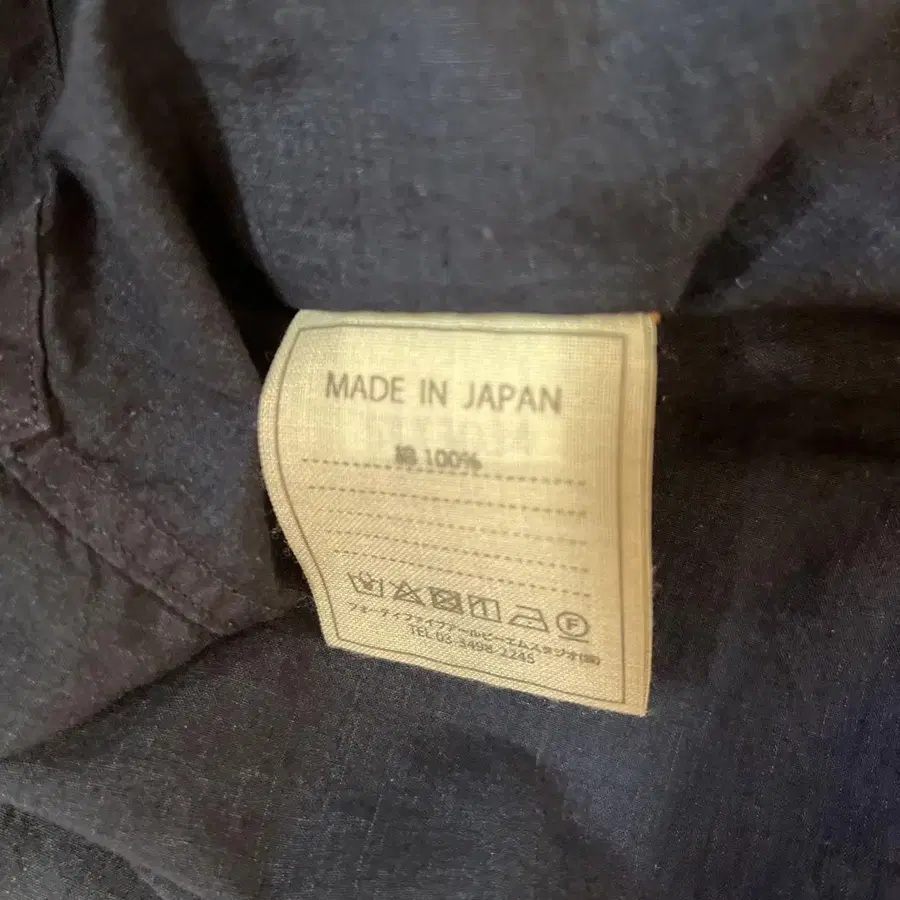 MADE IN JAPAN
綿 100%
F
フォーティファイブアールピーエムスタジオ(株)
TEL 03-3498-2245